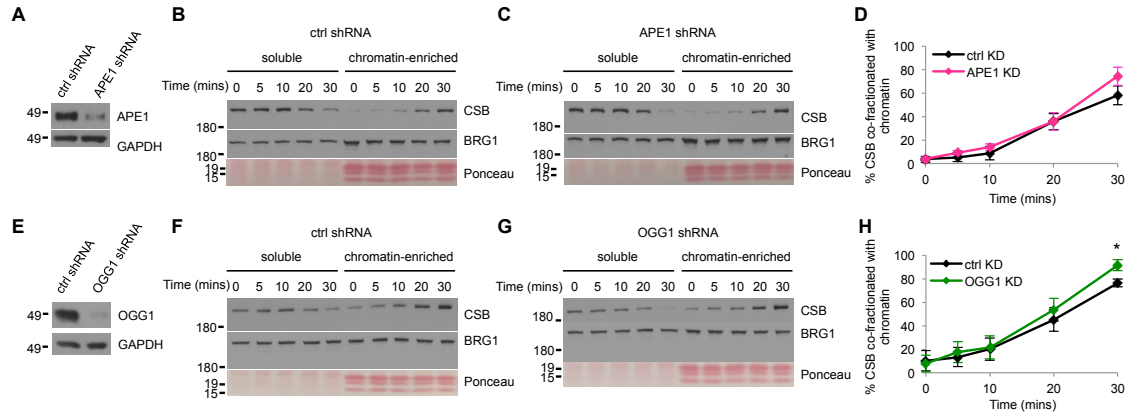 A
ctrl shRNA
APE1 shRNA
49
APE1
49
GAPDH
B
ctrl shRNA
soluble chromatin-enriched
Time (mins) 0 5 10 20 30 0 5 10 20 30
CSB
180
BRG1
180
19
15
Ponceau
C
APE1 shRNA
soluble chromatin-enriched
Time (mins) 0 5 10 20 30 0 5 10 20 30
CSB
180
BRG1
180
19
15
Ponceau
D
% CSB co-fractionated with
chromatin
100
80
60
40
20
0
ctrl KD
APE1 KD
0 10 20 30
Time (mins)
E
ctrl shRNA
OGG1 shRNA
49
OGG1
49
GAPDH
F
ctrl shRNA
soluble chromatin-enriched
Time (mins) 0 5 10 20 30 0 5 10 20 30
CSB
180
BRG1
180
19
15
Ponceau
G
OGG1 shRNA
soluble chromatin-enriched
Time (mins) 0 5 10 20 30 0 5 10 20 30
CSB
180
BRG1
180
19
15
Ponceau
H
% CSB co-fractionated with
chromatin
100
80
60
40
20
0
ctrl KD
OGG1 KD
*
0 10 20 30
Time (mins)